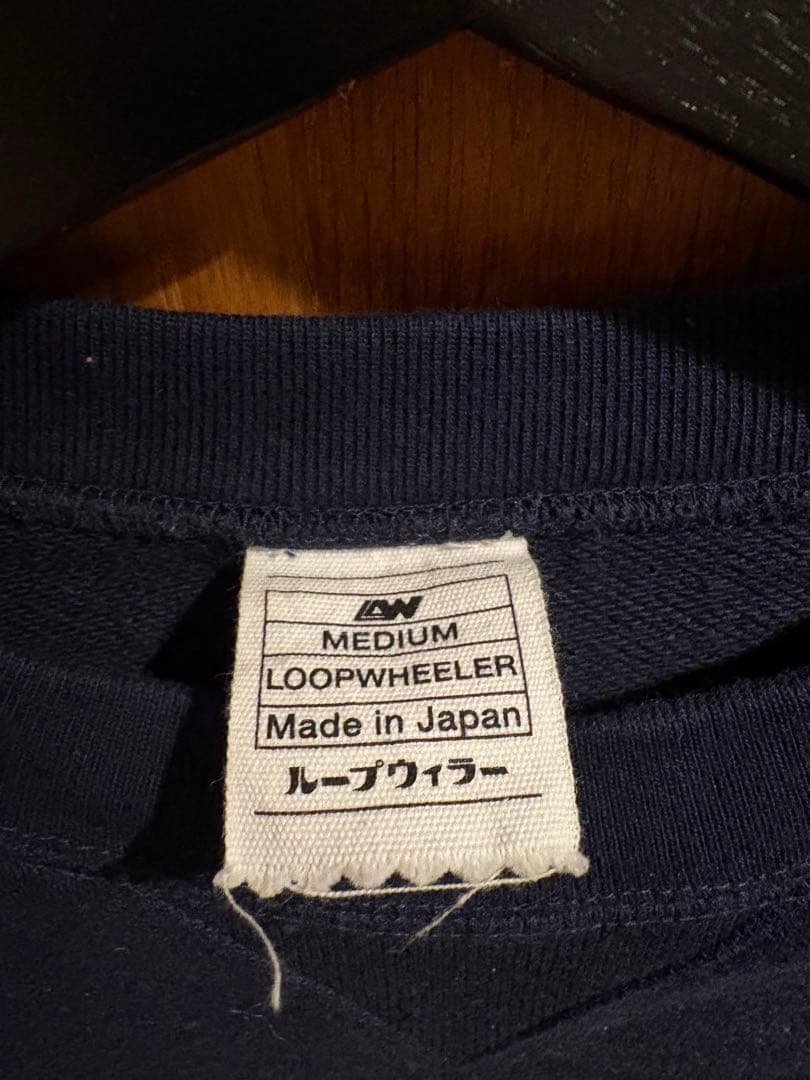 LW
MEDIUM
LOOPWHEELER
Made in Japan
ループウィラー